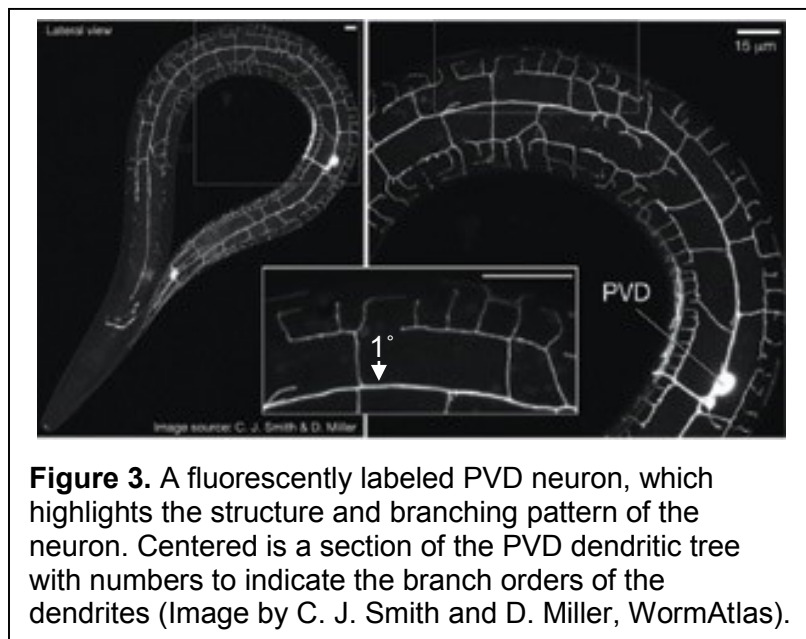 Lateral view
15 μm
PVD
1°
Image source: C. J. Smith & D. Miller
Figure 3. A fluorescently labeled PVD neuron, which
highlights the structure and branching pattern of the
neuron. Centered is a section of the PVD dendritic tree
with numbers to indicate the branch orders of the
dendrites (Image by C. J. Smith and D. Miller, WormAtlas).